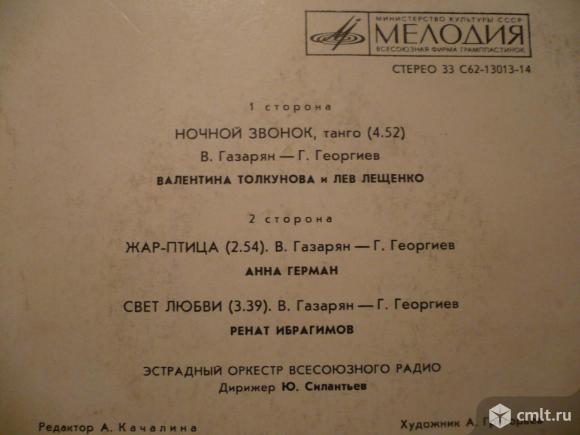 МИНИСТЕРСТВО КУЛЬТУРЫ СССР
МЕЛОДИЯ
ВСЕСОЮЗНАЯ ФИРМА ГРАМПЛАСТИНОК
СТЕРЕО 33 С62-13013-14
1 сторона
НОЧНОЙ ЗВОНОК, танго (4.52)
В. Газарян — Г. Георгиев
ВАЛЕНТИНА ТОЛКУНОВА и ЛЕВ ЛЕЩЕНКО
2 сторона
ЖАР-ПТИЦА (2.54). В. Газарян — Г. Георгиев
АННА ГЕРМАН
СВЕТ ЛЮБВИ (3.39). В. Газарян — Г. Георгиев
РЕНАТ ИБРАГИМОВ
ЭСТРАДНЫЙ ОРКЕСТР ВСЕСОЮЗНОГО РАДИО
Дирижер Ю. Силантьев
Редактор А. Качалина
Художник А.
cmlt.ru